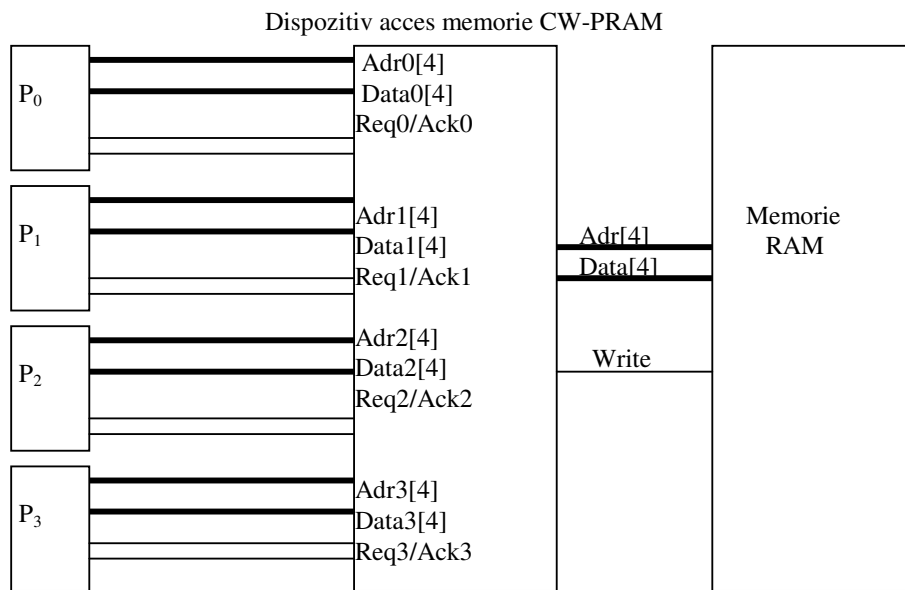 Dispozitiv acces memorie CW-PRAM
P0
Adr0[4]
Data0[4]
Req0/Ack0
P1
Adr1[4]
Data1[4]
Req1/Ack1
Adr[4]
Data[4]
Memorie
RAM
P2
Adr2[4]
Data2[4]
Req2/Ack2
Write
P3
Adr3[4]
Data3[4]
Req3/Ack3